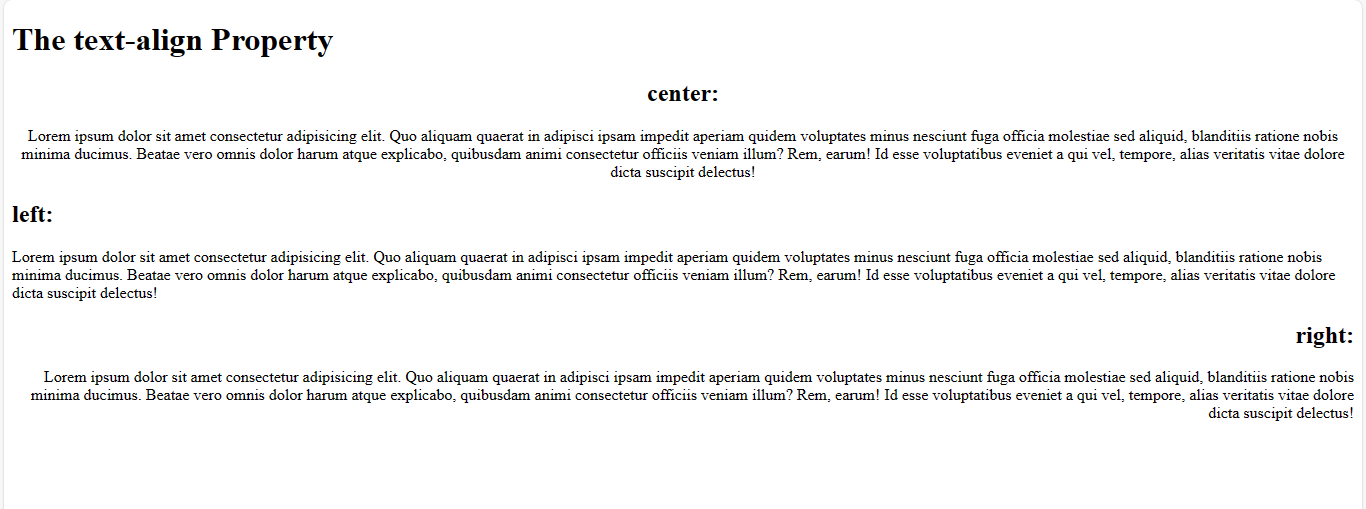 The text-align Property
center:
Lorem ipsum dolor sit amet consectetur adipisicing elit. Quo aliquam quaerat in adipisci ipsam impedit aperiam quidem voluptates minus nesciunt fuga officia molestiae sed aliquid, blanditiis ratione nobis
minima ducimus. Beatae vero omnis dolor harum atque explicabo, quibusdam animi consectetur officiis veniam illum? Rem, earum! Id esse voluptatibus eveniet a qui vel, tempore, alias veritatis vitae dolore
dicta suscipit delectus!
left:
Lorem ipsum dolor sit amet consectetur adipisicing elit. Quo aliquam quaerat in adipisci ipsam impedit aperiam quidem voluptates minus nesciunt fuga officia molestiae sed aliquid, blanditiis ratione nobis
minima ducimus. Beatae vero omnis dolor harum atque explicabo, quibusdam animi consectetur officiis veniam illum? Rem, earum! Id esse voluptatibus eveniet a qui vel, tempore, alias veritatis vitae dolore
dicta suscipit delectus!
right:
Lorem ipsum dolor sit amet consectetur adipisicing elit. Quo aliquam quaerat in adipisci ipsam impedit aperiam quidem voluptates minus nesciunt fuga officia molestiae sed aliquid, blanditiis ratione nobis
minima ducimus. Beatae vero omnis dolor harum atque explicabo, quibusdam animi consectetur officiis veniam illum? Rem, earum! Id esse voluptatibus eveniet a qui vel, tempore, alias veritatis vitae dolore
dicta suscipit delectus!